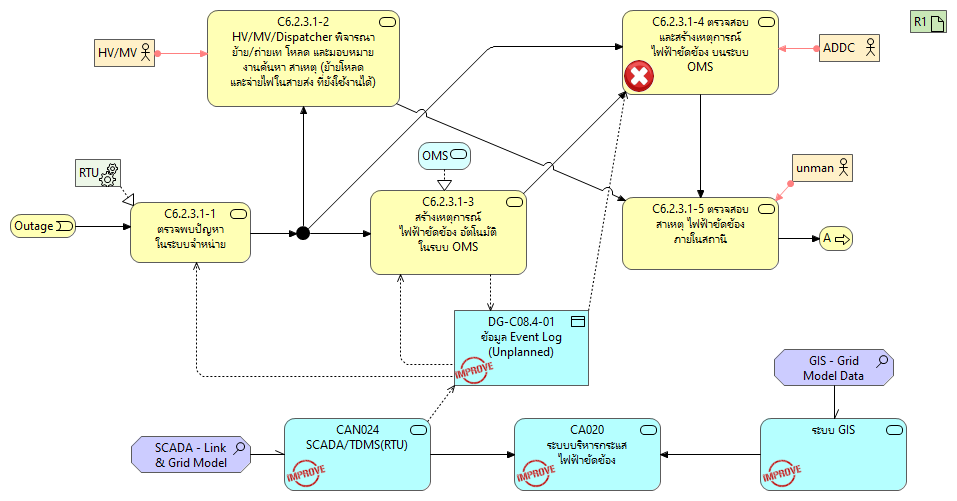 C6.2.3.1-2
HV/MV/Dispatcher พิจารณา
ย้าย/ถ่ายเท โหลด และมอบหมาย
งานค้นหา สาเหตุ (ย้ายโหลด
และจ่ายไฟในสายส่ง ที่ยังใช้งานได้)
HV/MV
C6.2.3.1-4 ตรวจสอบ
และสร้างเหตุการณ์
ไฟฟ้าขัดข้อง บนระบบ
OMS
ADDC
R1
RTU
OMS
unman
Outage
C6.2.3.1-1
ตรวจพบปัญหา
ในระบบจำหน่าย
C6.2.3.1-3
สร้างเหตุการณ์
ไฟฟ้าขัดข้อง อัตโนมัติ
ในรบบ OMS
C6.2.3.1-5 ตรวจสอบ
สาเหตุ ไฟฟ้าขัดข้อง
ภายในสถานี
A
DG-C08.4-01
ข้อมูล Event Log
(Unplanned)
IMPROVE
GIS - Grid
Model Data
SCADA - Link
& Grid Model
CAN024
SCADA/TDMS(RTU)
IMPROVE
CA020
ระบบบริหารกระแส
ไฟฟ้าขัดข้อง
IMPROVE
ระบบ GIS
IMPROVE